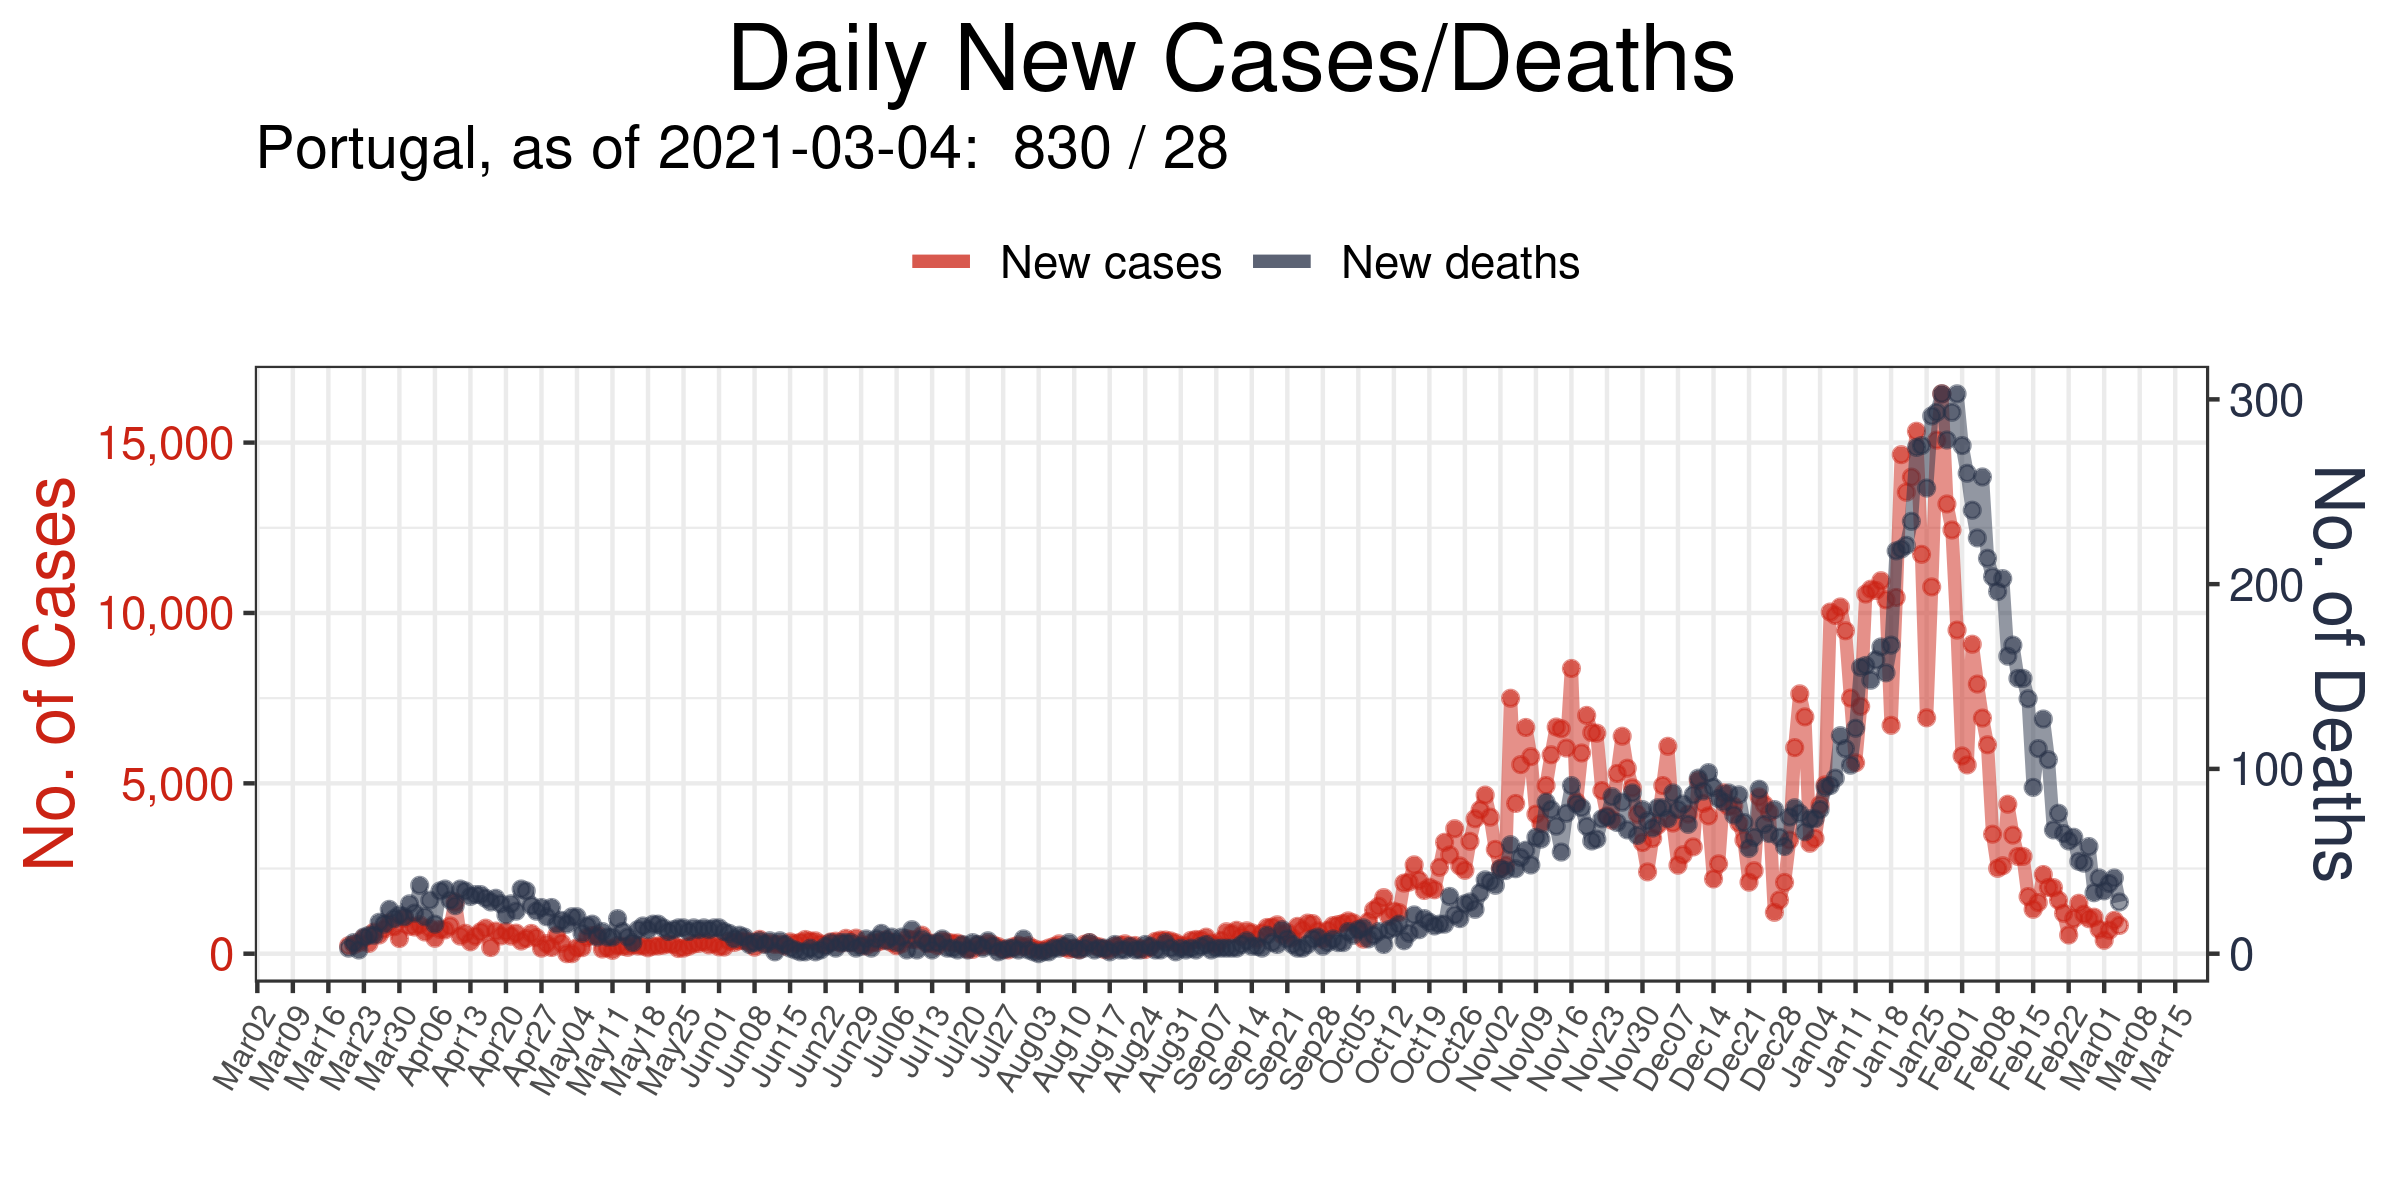 Daily New Cases/Deaths
Portugal, as of 2021-03-04:  830 / 28
New cases
New deaths
No. of Cases
15,000
10,000
5,000
0
300
200
100
0
No. of Deaths
Mar02
Mar09
Mar16
Mar23
Mar30
Apr06
Apr13
Apr20
Apr27
May04
May11
May18
May25
Jun01
Jun08
Jun15
Jun22
Jun29
Jul06
Jul13
Jul20
Jul27
Aug03
Aug10
Aug17
Aug24
Aug31
Sep07
Sep14
Sep21
Sep28
Oct05
Oct12
Oct19
Oct26
Nov02
Nov09
Nov16
Nov23
Nov30
Dec07
Dec14
Dec21
Dec28
Jan04
Jan11
Jan18
Jan25
Feb01
Feb08
Feb15
Feb22
Mar01
Mar08
Mar15